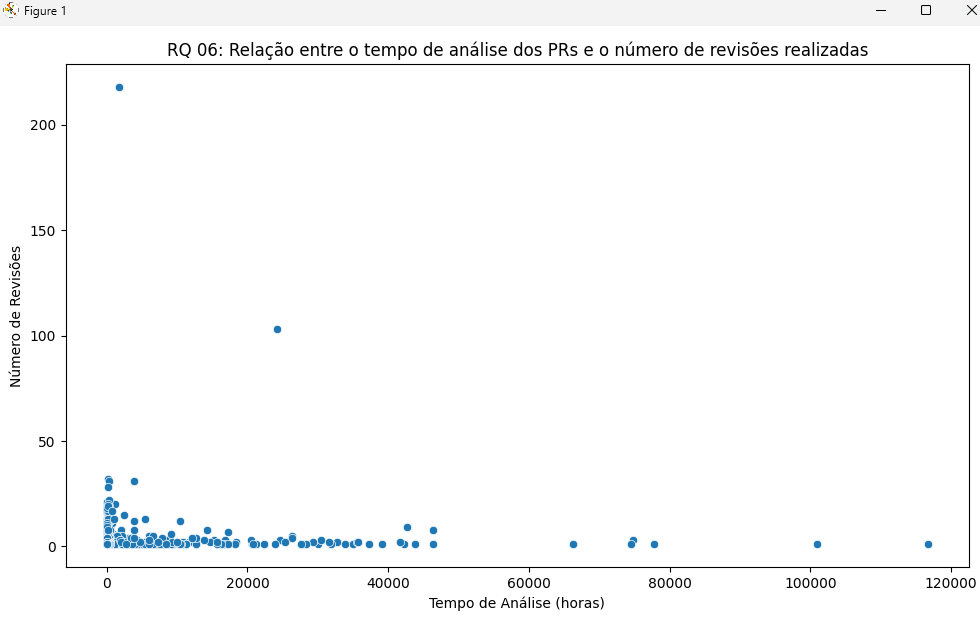 Figure 1
RQ 06: Relação entre o tempo de análise dos PRs e o número de revisões realizadas
200
150
100
50
0
Número de Revisões
0 20000 40000 60000 80000 100000 120000
Tempo de Análise (horas)